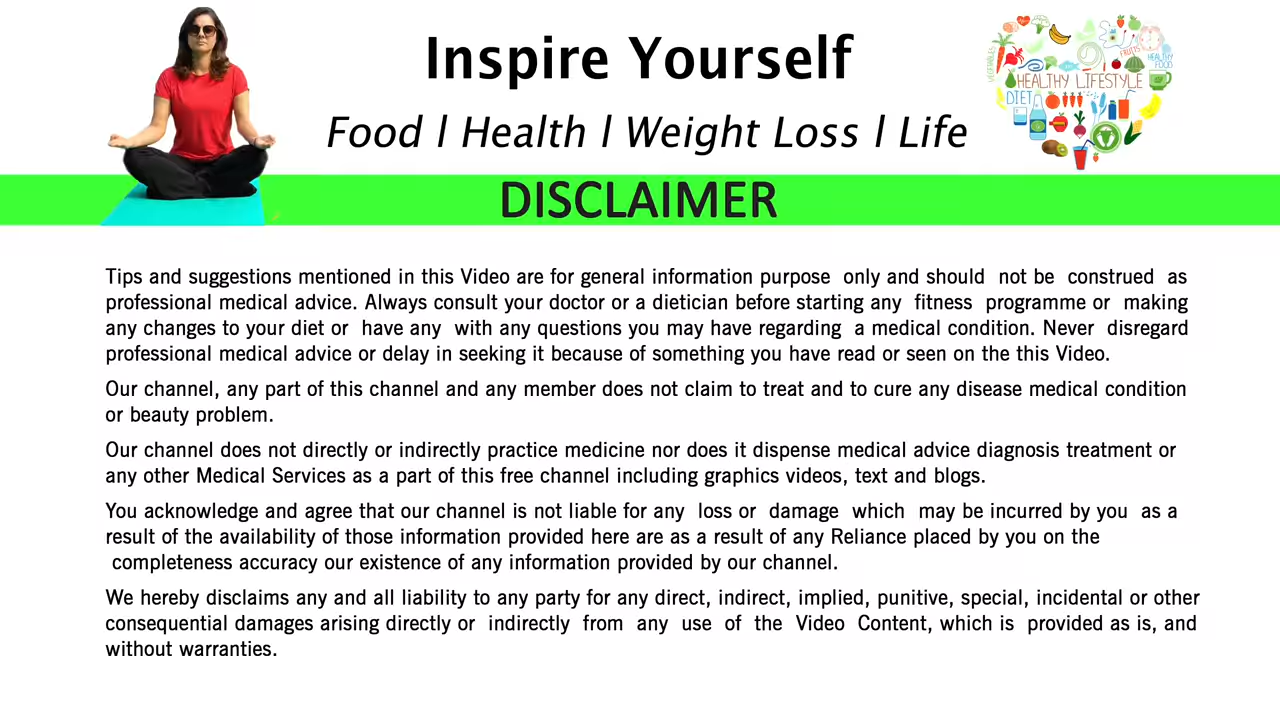 Inspire Yourself
Food l Health l Weight Loss l Life
VEGETABLES
FRUITS
HEALTHY
FOOD
HEALTHY LIFESTYLE
DIET
DISCLAIMER
Tips and suggestions mentioned in this Video are for general information purpose only and should not be construed as
professional medical advice. Always consult your doctor or a dietician before starting any fitness programme or making
any changes to your diet or have any with any questions you may have regarding a medical condition. Never disregard
professional medical advice or delay in seeking it because of something you have read or seen on the this Video.
Our channel, any part of this channel and any member does not claim to treat and to cure any disease medical condition
or beauty problem.
Our channel does not directly or indirectly practice medicine nor does it dispense medical advice diagnosis treatment or
any other Medical Services as a part of this free channel including graphics videos, text and blogs.
You acknowledge and agree that our channel is not liable for any loss or damage which may be incurred by you as a
result of the availability of those information provided here are as a result of any Reliance placed by you on the
completeness accuracy our existence of any information provided by our channel.
We hereby disclaims any and all liability to any party for any direct, indirect, implied, punitive, special, incidental or other
consequential damages arising directly or indirectly from any use of the Video Content, which is provided as is, and
without warranties.